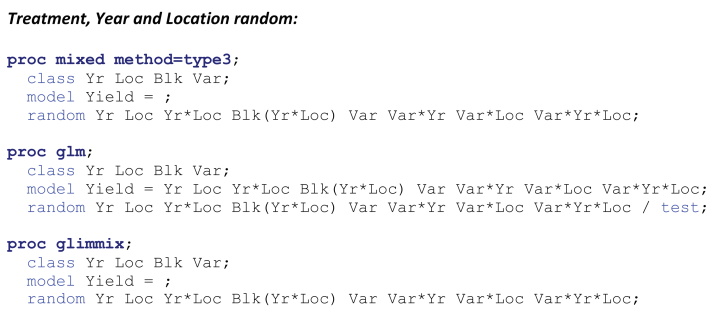 Treatment, Year and Location random:
proc mixed method=type3;
class Yr Loc Blk Var;
model Yield = ;
random Yr Loc Yr*Loc Blk(Yr*Loc) Var Var*Yr Var*Loc Var*Yr*Loc;
proc glm;
class Yr Loc Blk Var;
model Yield = Yr Loc Yr*Loc Blk(Yr*Loc) Var Var*Yr Var*Loc Var*Yr*Loc;
random Yr Loc Yr*Loc Blk(Yr*Loc) Var Var*Yr Var*Loc Var*Yr*Loc / test;
proc glimmix;
class Yr Loc Blk Var;
model Yield = ;
random Yr Loc Yr*Loc Blk(Yr*Loc) Var Var*Yr Var*Loc Var*Yr*Loc;